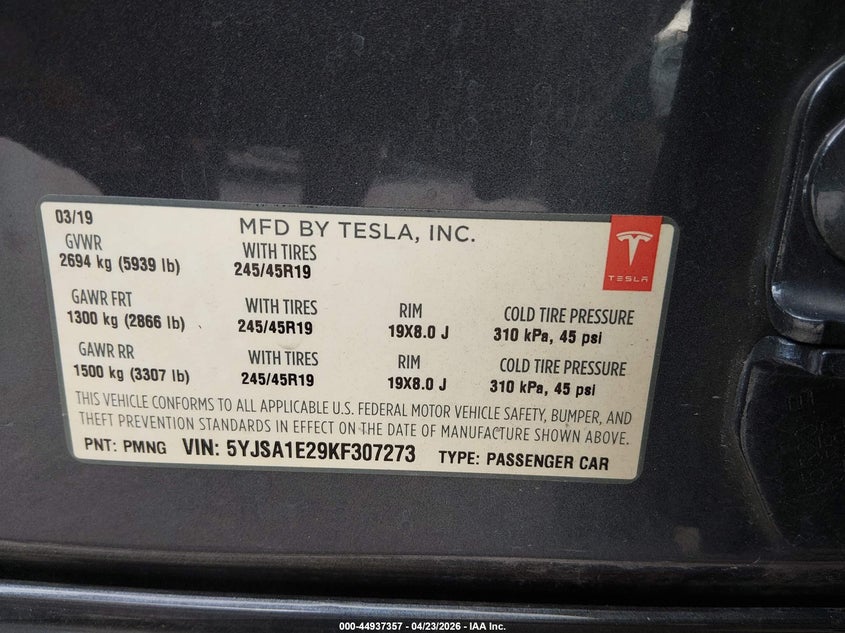 03/19
MFD BY TESLA, INC.
TESLA
GVWR
2694 kg (5939 lb)
WITH TIRES
245/45R19
GAWR FRT
1300 kg (2866 lb)
WITH TIRES
245/45R19
RIM
19X8.0 J
COLD TIRE PRESSURE
310 kPa, 45 psi
GAWR RR
1500 kg (3307 lb)
WITH TIRES
245/45R19
RIM
19X8.0 J
COLD TIRE PRESSURE
310 kPa, 45 psi
THIS VEHICLE CONFORMS TO ALL APPLICABLE U.S. FEDERAL MOTOR VEHICLE SAFETY, BUMPER, AND
THEFT PREVENTION STANDARDS IN EFFECT ON THE DATE OF MANUFACTURE SHOWN ABOVE.
PNT: PMNG VIN: 5YJSA1E29KF307273 TYPE: PASSENGER CAR
000-44937357 - 04/23/2026 - IAA Inc.